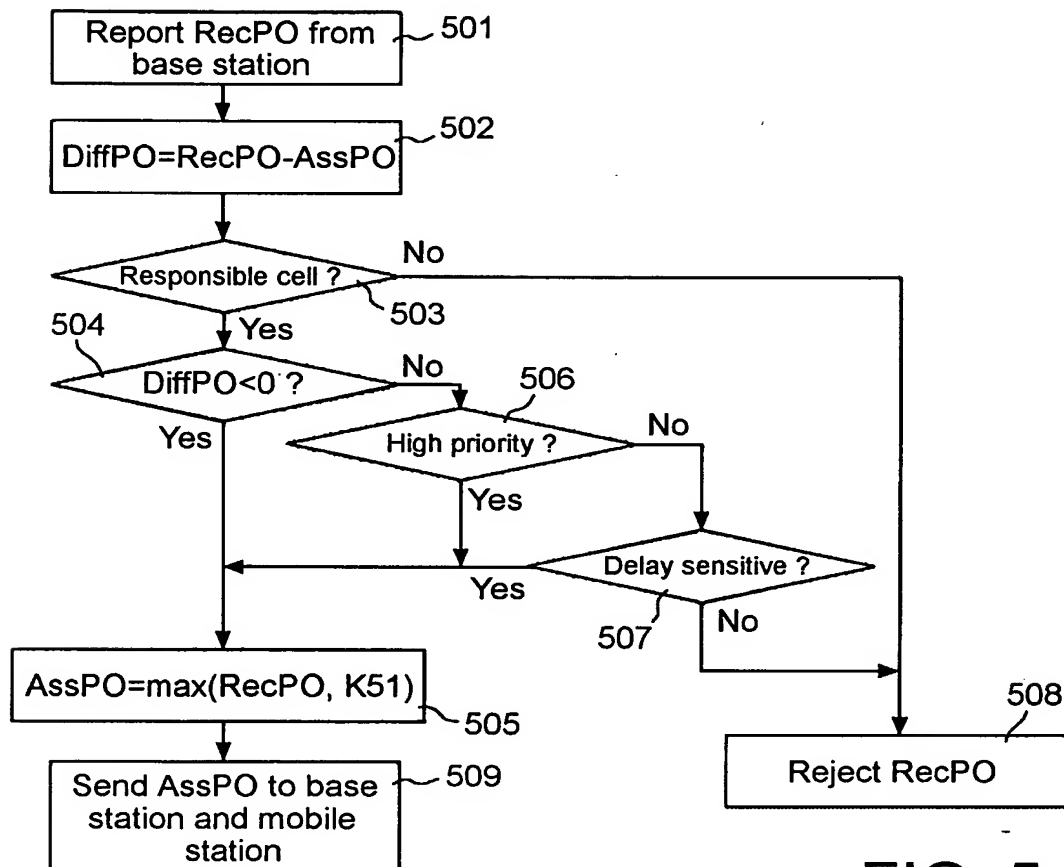 Report RecPO from
base station
501
502
DiffPO=RecPO-AssPO
No
Responsible cell ?
503
504
Yes
DiffPO<0 ?
No
506
Yes
High priority ?
No
Yes
Delay sensitive ?
Yes
507
No
AssPO=max(RecPO, K51)
505
508
Reject RecPO
509
Send AssPO to base
station and mobile
station